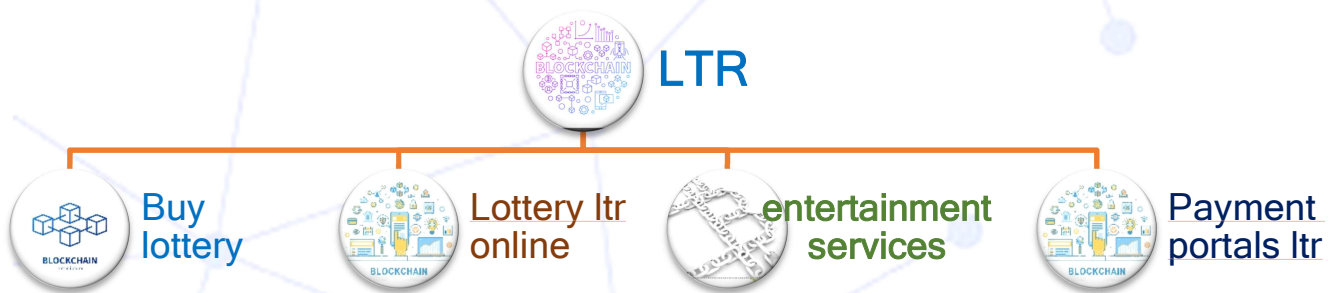 BLOCKCHAIN
LTR
Buy
lottery
BLOCKCHAIN
Lottery ltr
online
BLOCKCHAIN
entertainment
services
Payment
portals ltr
BLOCKCHAIN